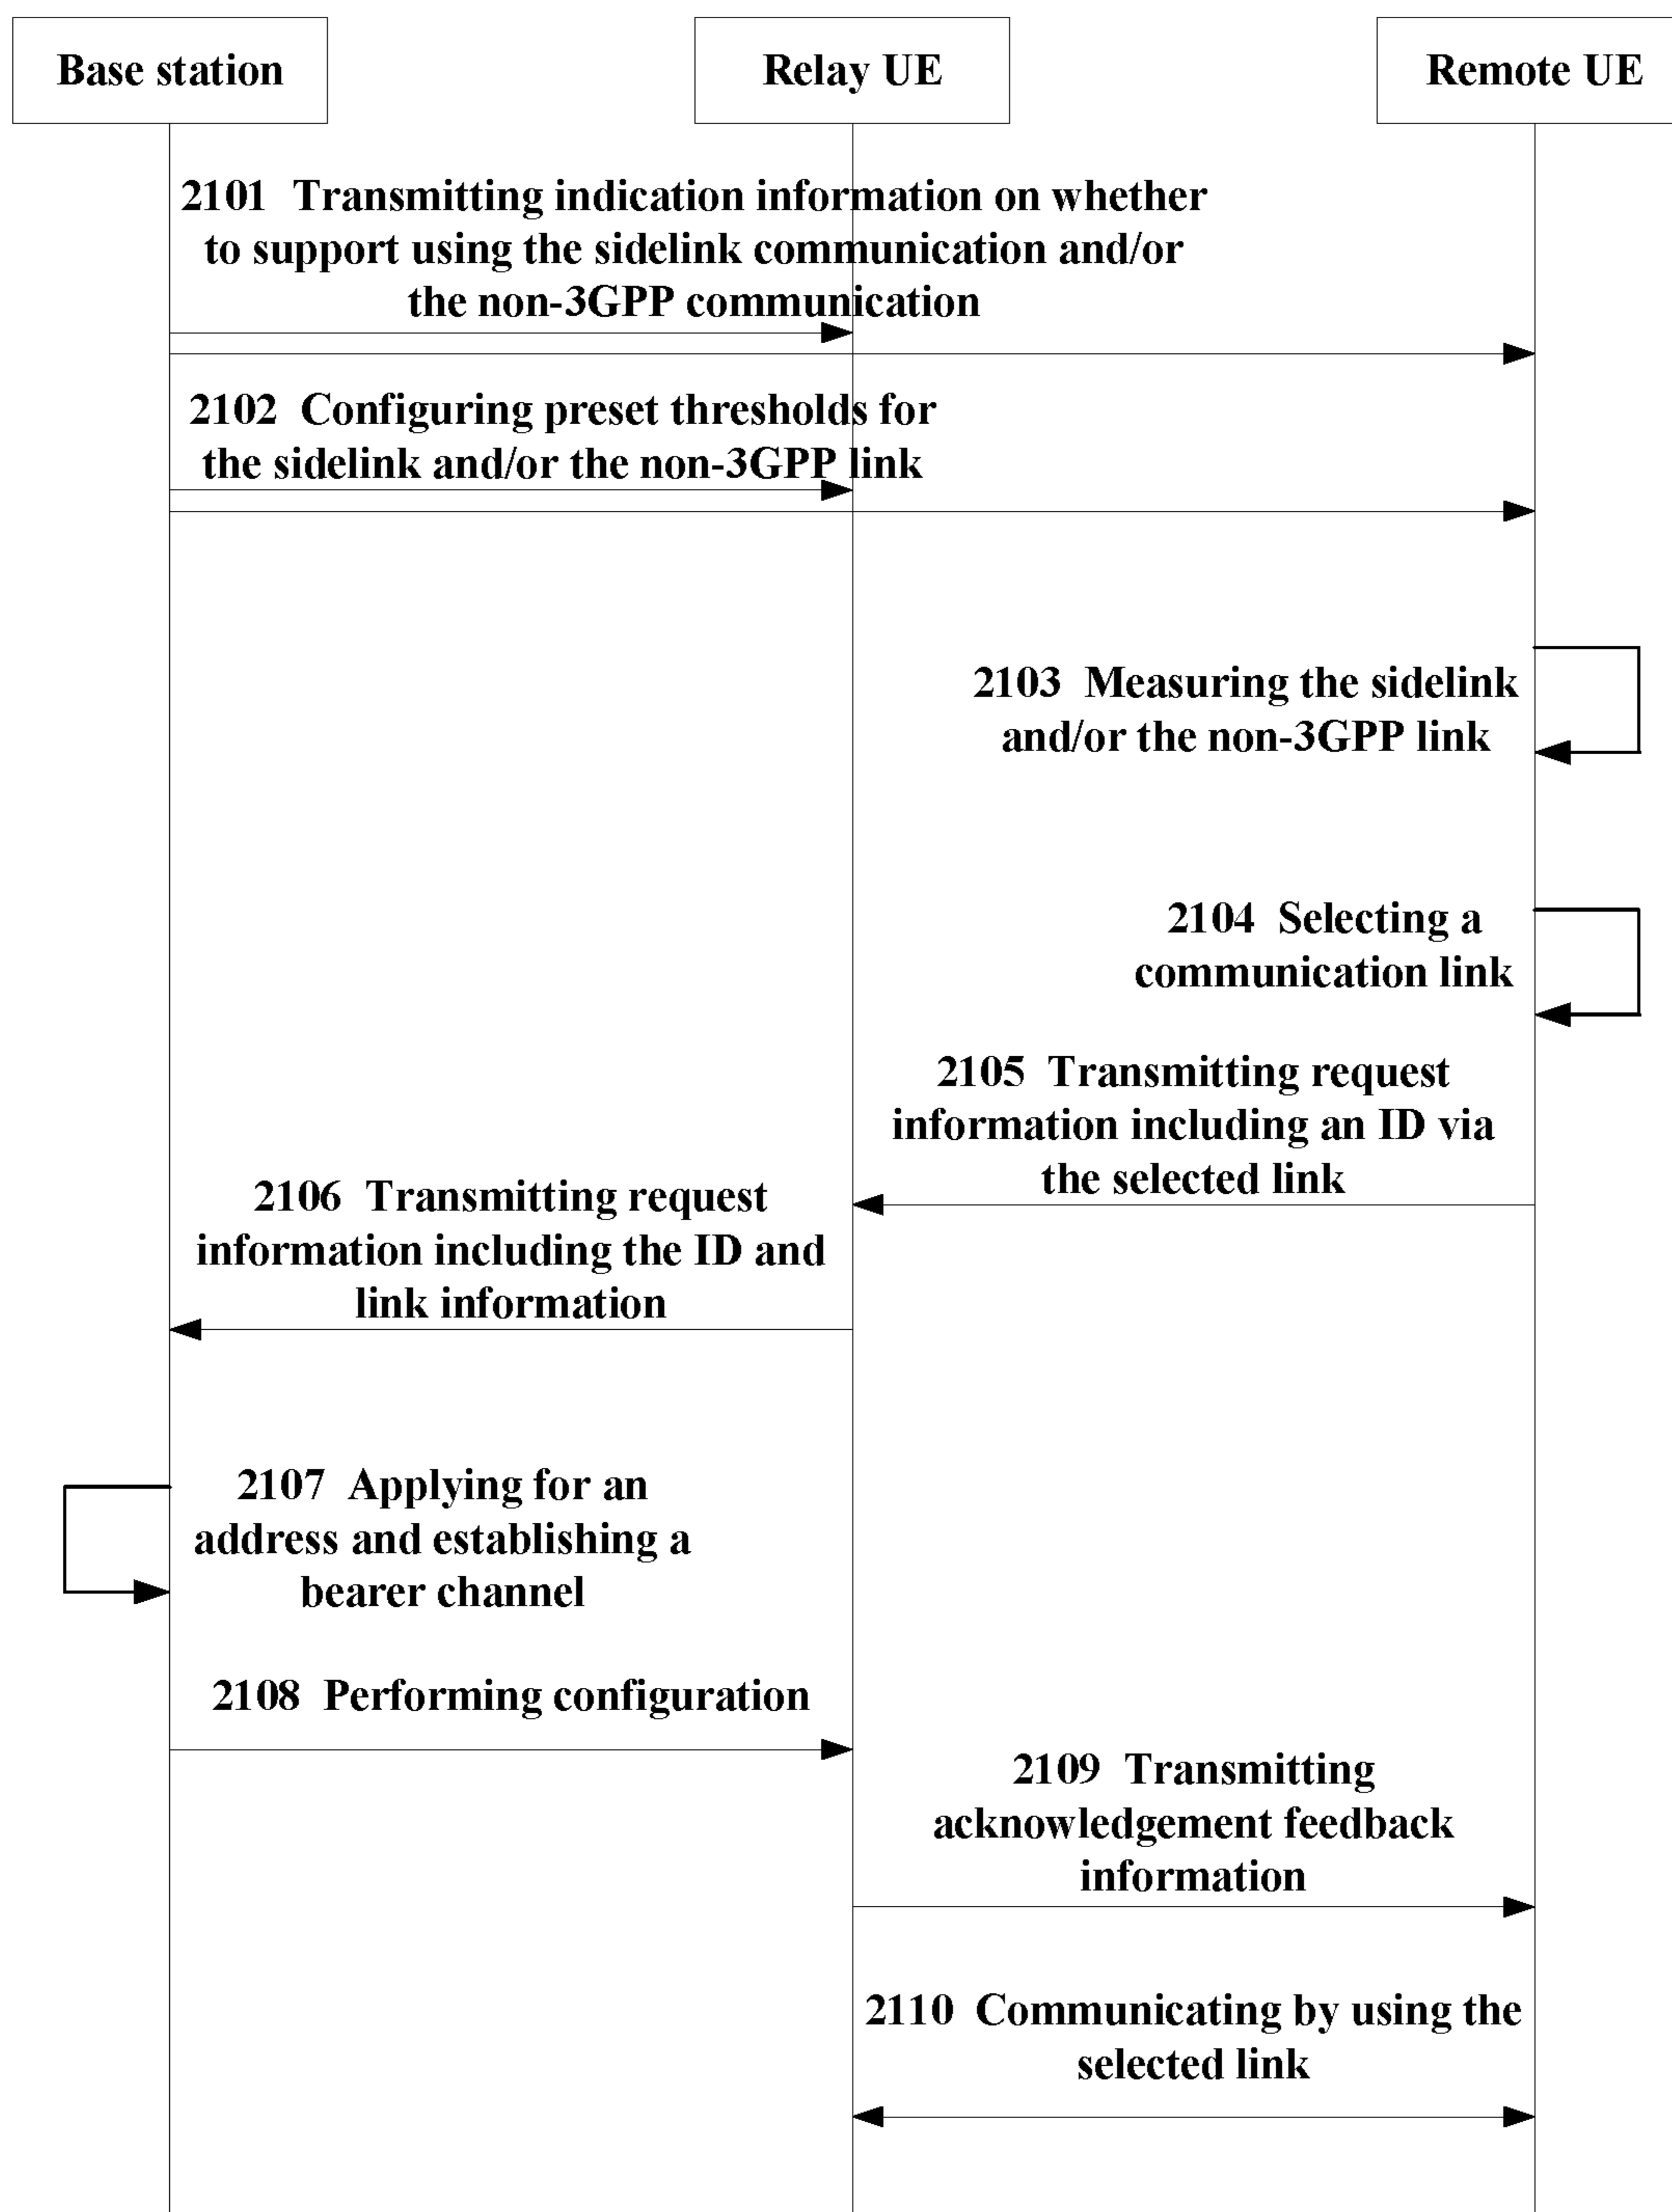 Base station
Relay UE
Remote UE
2101 Transmitting indication information on whether
to support using the sidelink communication and/or
the non-3GPP communication
2102 Configuring preset thresholds for
the sidelink and/or the non-3GPP link
2103 Measuring the sidelink
and/or the non-3GPP link
2104 Selecting a
communication link
2105 Transmitting request
information including an ID via
the selected link
2106 Transmitting request
information including the ID and
link information
2107 Applying for an
address and establishing a
bearer channel
2108 Performing configuration
2109 Transmitting
acknowledgement feedback
information
2110 Communicating by using the
selected link